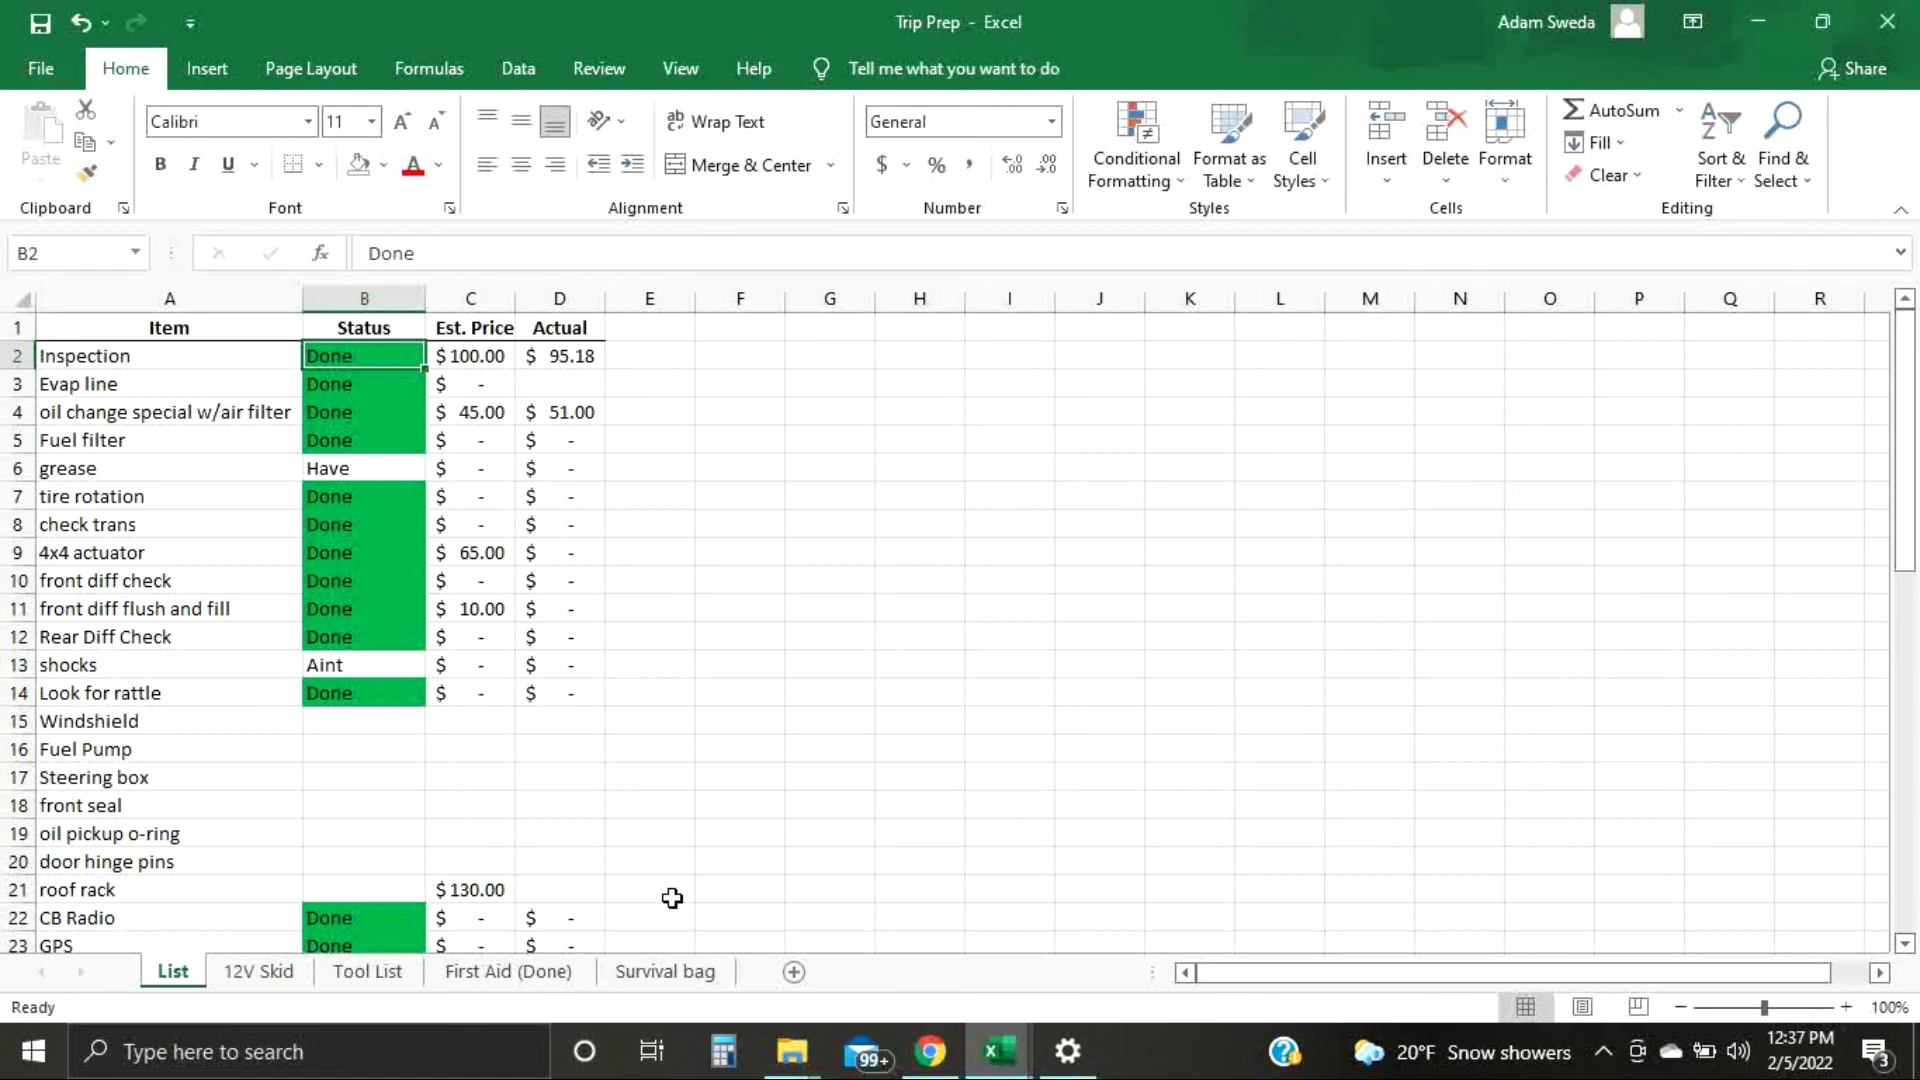 Trip Prep - Excel
Adam Sweda
File Home Insert Page Layout Formulas Data Review View Help Tell me what you want to do Share
Paste
Calibri 11
B I U A
Wrap Text
Merge & Center
General
$ % ,
Conditional Formatting
Format as Table
Cell Styles
Insert Delete Format
AutoSum
Fill
Clear
Sort & Filter
Find & Select
Clipboard Font Alignment Number Styles Cells Editing
B2 fx Done
A B C D E F G H I J K L M N O P Q R
1 Item Status Est. Price Actual
2 Inspection Done $ 100.00 $ 95.18
3 Evap line Done $ -
4 oil change special w/air filter Done $ 45.00 $ 51.00
5 Fuel filter Done $ - $ -
6 grease Have $ - $ -
7 tire rotation Done $ - $ -
8 check trans Done $ - $ -
9 4x4 actuator Done $ 65.00 $ -
10 front diff check Done $ - $ -
11 front diff flush and fill Done $ 10.00 $ -
12 Rear Diff Check Done $ - $ -
13 shocks Aint $ - $ -
14 Look for rattle Done $ - $ -
15 Windshield
16 Fuel Pump
17 Steering box
18 front seal
19 oil pickup o-ring
20 door hinge pins
21 roof rack $ 130.00
22 CB Radio Done $ - $ -
23 GPS Done $ - $ -
List 12V Skid Tool List First Aid (Done) Survival bag
Ready 100%
Type here to search 99+ 20°F Snow showers 12:37 PM
2/5/2022 3